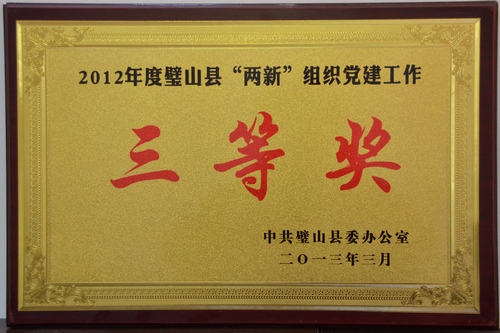 2012年度璧山县“两新”组织党建工作
三等奖
中共璧山县委办公室
二〇一三年三月